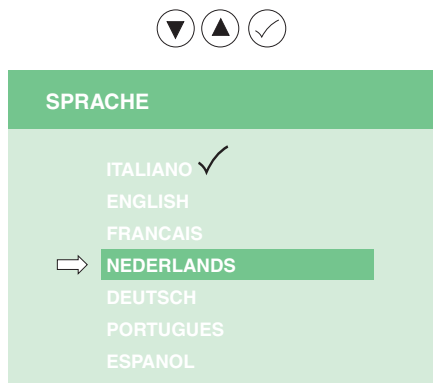 SPRACHE
ITALIANO
ENGLISH
FRANCAIS
NEDERLANDS
DEUTSCH
PORTUGUES
ESPANOL